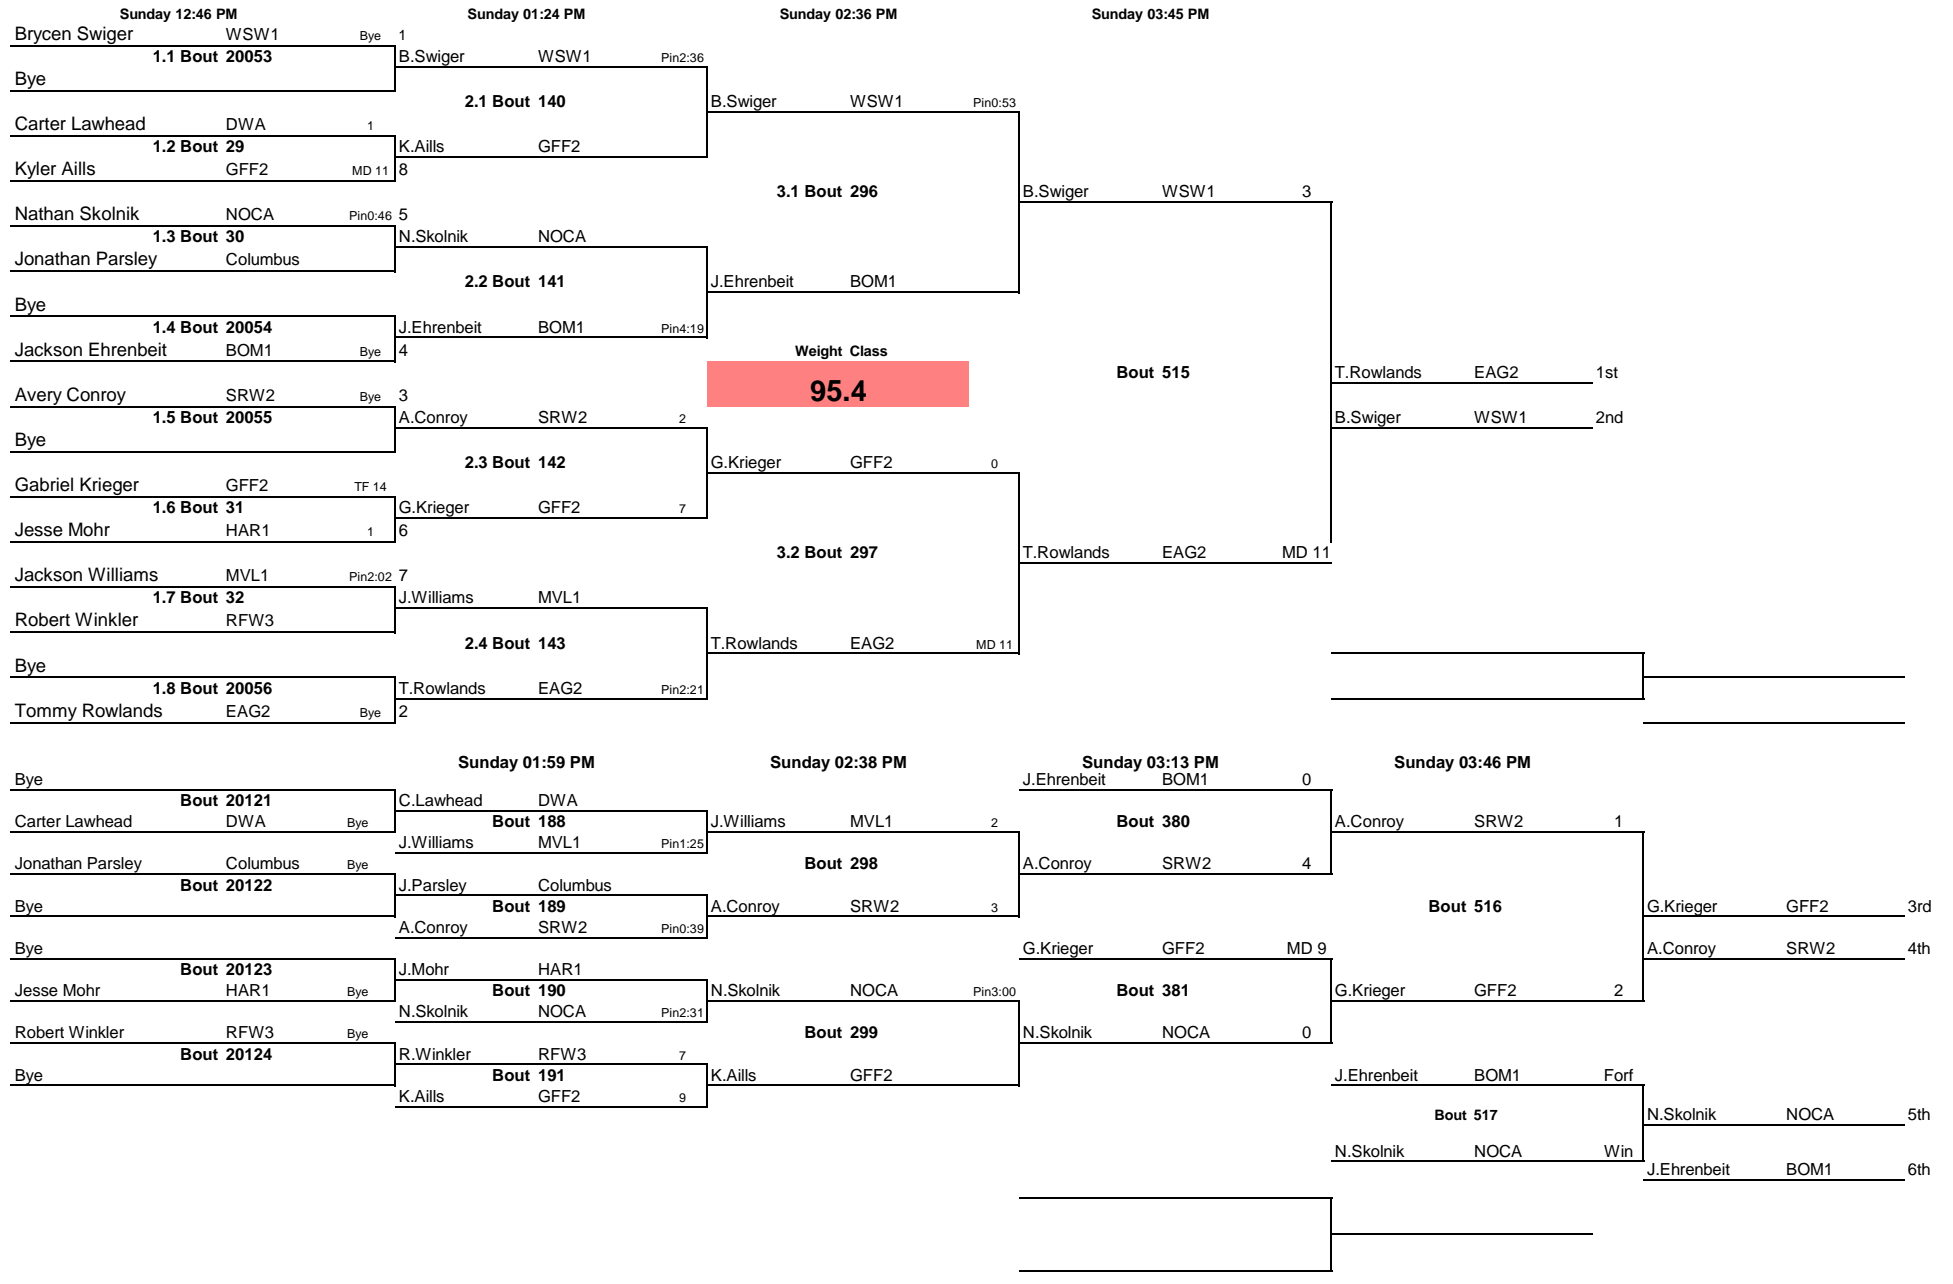 Sunday 12:46 PM Sunday 01:24 PM Sunday 02:36 PM Sunday 03:45 PM
Brycen Swiger WSW1 Bye 1
1.1 Bout 20053 B.Swiger WSW1 Pin2:36
Bye
2.1 Bout 140 B.Swiger WSW1 Pin0:53
Carter Lawhead DWA 1
1.2 Bout 29 K.Aills GFF2
Kyler Aills GFF2 MD 11 8
3.1 Bout 296 B.Swiger WSW1 3
Nathan Skolnik NOCA Pin0:46 5
1.3 Bout 30 N.Skolnik NOCA
Jonathan Parsley Columbus
2.2 Bout 141 J.Ehrenbeit BOM1
Bye
1.4 Bout 20054 J.Ehrenbeit BOM1 Pin4:19
Jackson Ehrenbeit BOM1 Bye 4 Weight Class
Bout 515 T.Rowlands EAG2 1st
Avery Conroy SRW2 Bye 3 95.4
1.5 Bout 20055 A.Conroy SRW2 2 B.Swiger WSW1 2nd
Bye
2.3 Bout 142 G.Krieger GFF2 0
Gabriel Krieger GFF2 TF 14
1.6 Bout 31 G.Krieger GFF2 7
Jesse Mohr HAR1 1 6
3.2 Bout 297 T.Rowlands EAG2 MD 11
Jackson Williams MVL1 Pin2:02 7
1.7 Bout 32 J.Williams MVL1
Robert Winkler RFW3
2.4 Bout 143 T.Rowlands EAG2 MD 11
Bye
1.8 Bout 20056 T.Rowlands EAG2 Pin2:21
Tommy Rowlands EAG2 Bye 2
Sunday 01:59 PM Sunday 02:38 PM Sunday 03:13 PM Sunday 03:46 PM
Bye J.Ehrenbeit BOM1 0
Bout 20121 C.Lawhead DWA
Carter Lawhead DWA Bye Bout 188 J.Williams MVL1 2 Bout 380 A.Conroy SRW2 1
J.Williams MVL1 Pin1:25
Jonathan Parsley Columbus Bye Bout 298 A.Conroy SRW2 4
Bout 20122 J.Parsley Columbus
Bye Bout 189 A.Conroy SRW2 3 Bout 516 G.Krieger GFF2 3rd
A.Conroy SRW2 Pin0:39
Bye G.Krieger GFF2 MD 9 A.Conroy SRW2 4th
Bout 20123 J.Mohr HAR1
Jesse Mohr HAR1 Bye Bout 190 N.Skolnik NOCA Pin3:00 Bout 381 G.Krieger GFF2 2
N.Skolnik NOCA Pin2:31
Robert Winkler RFW3 Bye Bout 299 N.Skolnik NOCA 0
Bout 20124 R.Winkler RFW3 7
Bye Bout 191 K.Aills GFF2 J.Ehrenbeit BOM1 Forf
K.Aills GFF2 9
Bout 517 N.Skolnik NOCA 5th
N.Skolnik NOCA Win
J.Ehrenbeit BOM1 6th